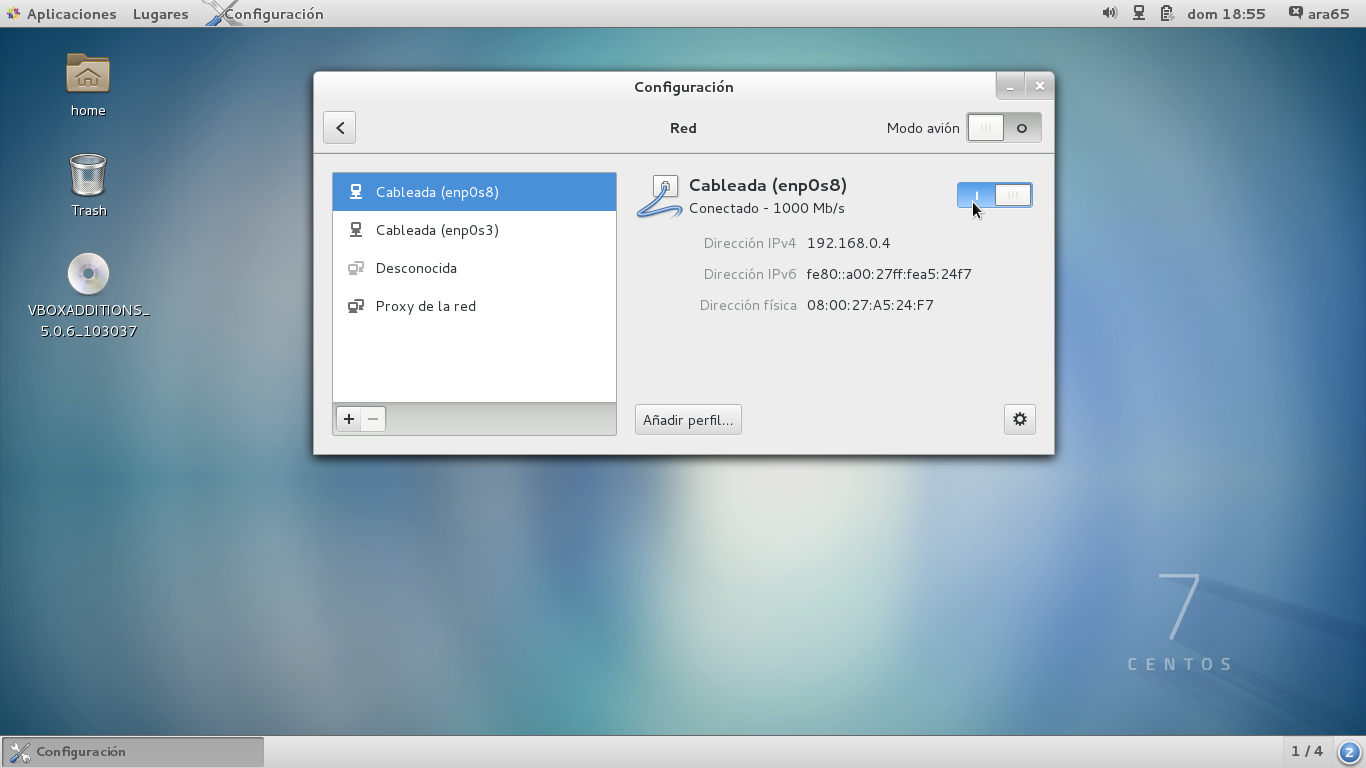 Aplicaciones Lugares Configuración dom 18:55 ara65
home
Trash
VBOXADDITIONS_
5.0.6_103037
Configuración
Red
Modo avión
O
Cableada (enp0s8)
Cableada (enp0s3)
Desconocida
Proxy de la red
Cableada (enp0s8)
Conectado - 1000 Mb/s
I
Dirección IPv4 192.168.0.4
Dirección IPv6 fe80::a00:27ff:fea5:24f7
Dirección física 08:00:27:A5:24:F7
+ −
Añadir perfil...
7
CENTOS
Configuración
1 / 4
2